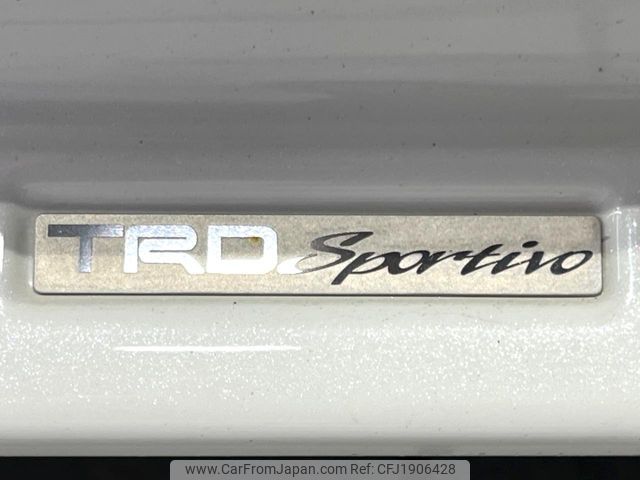 TRD Sportivo
www.CarFromJapan.com | Ref:CFJ1906428